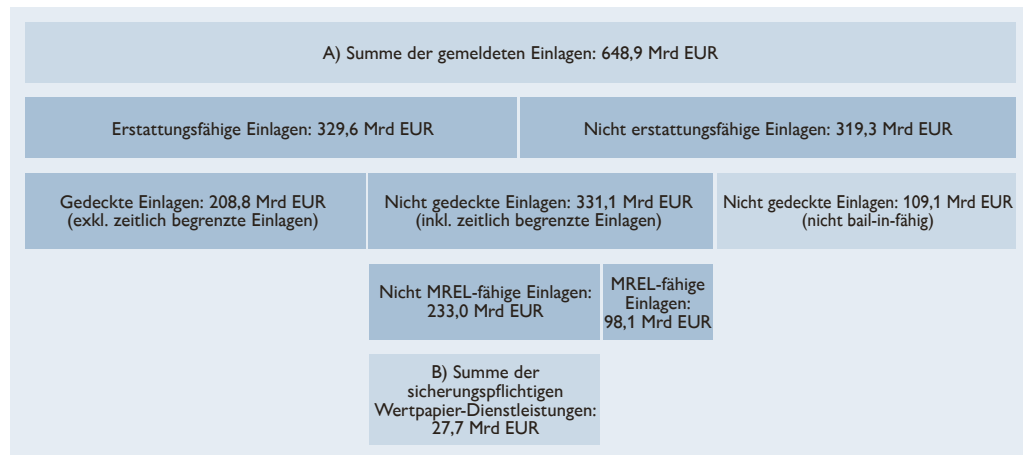 A) Summe der gemeldeten Einlagen: 648,9 Mrd EUR
Erstattungsfähige Einlagen: 329,6 Mrd EUR
Nicht erstattungsfähige Einlagen: 319,3 Mrd EUR
Gedeckte Einlagen: 208,8 Mrd EUR
(exkl. zeitlich begrenzte Einlagen)
Nicht gedeckte Einlagen: 331,1 Mrd EUR
(inkl. zeitlich begrenzte Einlagen)
Nicht gedeckte Einlagen: 109,1 Mrd EUR
(nicht bail-in-fähig)
Nicht MREL-fähige Einlagen:
233,0 Mrd EUR
MREL-fähige
Einlagen:
98,1 Mrd EUR
B) Summe der
sicherungspflichtigen
Wertpapier-Dienstleistungen:
27,7 Mrd EUR